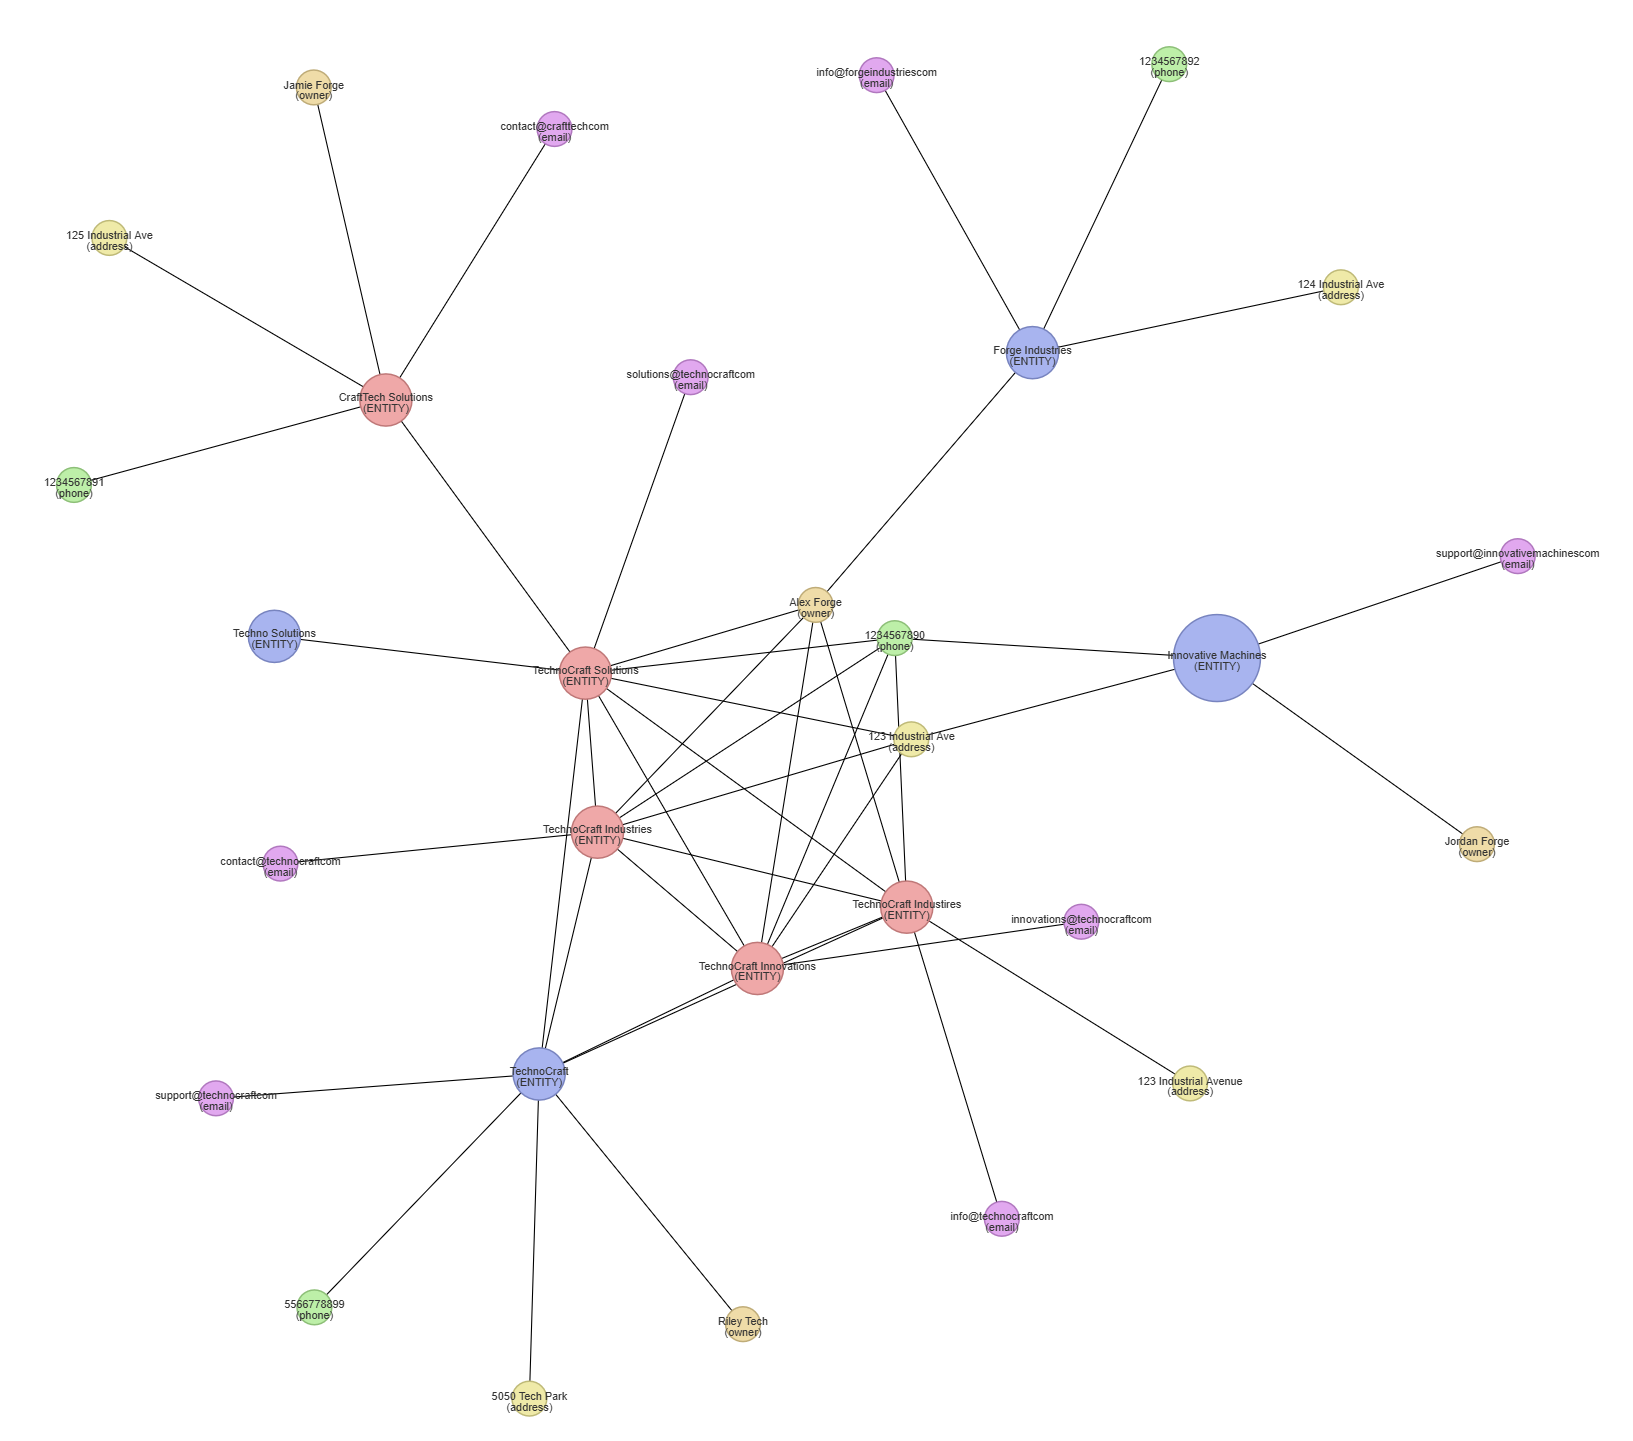 1234567892
(phone)
info@forgeindustriescom
(email)
Jamie Forge
(owner)
contact@crafttechcom
(email)
125 Industrial Ave
(address)
124 Industrial Ave
(address)
Forge Industries
(ENTITY)
solutions@technocraftcom
(email)
CraftTech Solutions
(ENTITY)
1234567891
(phone)
support@innovativemachinescom
(email)
Alex Forge
(owner)
Techno Solutions
(ENTITY)
1234567890
(phone)
Innovative Machines
(ENTITY)
TechnoCraft Solutions
(ENTITY)
123 Industrial Ave
(address)
TechnoCraft Industries
(ENTITY)
Jordan Forge
(owner)
contact@technocraftcom
(email)
TechnoCraft Industires
(ENTITY)
innovations@technocraftcom
(email)
TechnoCraft Innovations
(ENTITY)
TechnoCraft
(ENTITY)
123 Industrial Avenue
(address)
support@technocraftcom
(email)
info@technocraftcom
(email)
5566778899
(phone)
Riley Tech
(owner)
5050 Tech Park
(address)